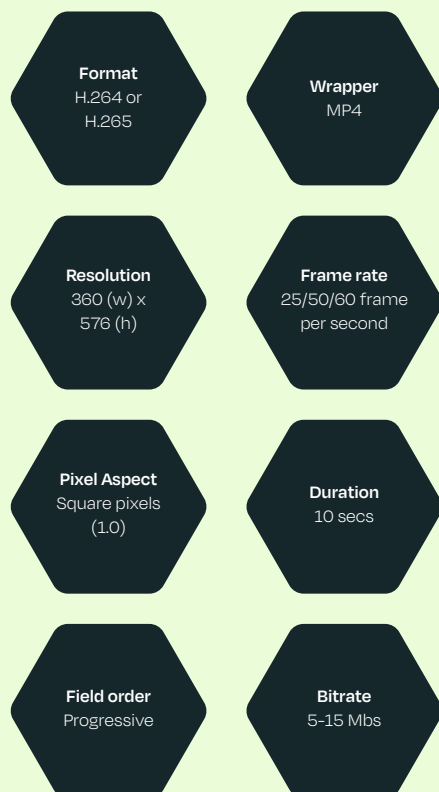 Format
H.264 or
H.265
Wrapper
MP4
Resolution
360 (w) x
576 (h)
Frame rate
25/50/60 frame
per second
Pixel Aspect
Square pixels
(1.0)
Duration
10 secs
Field order
Progressive
Bitrate
5-15 Mbs